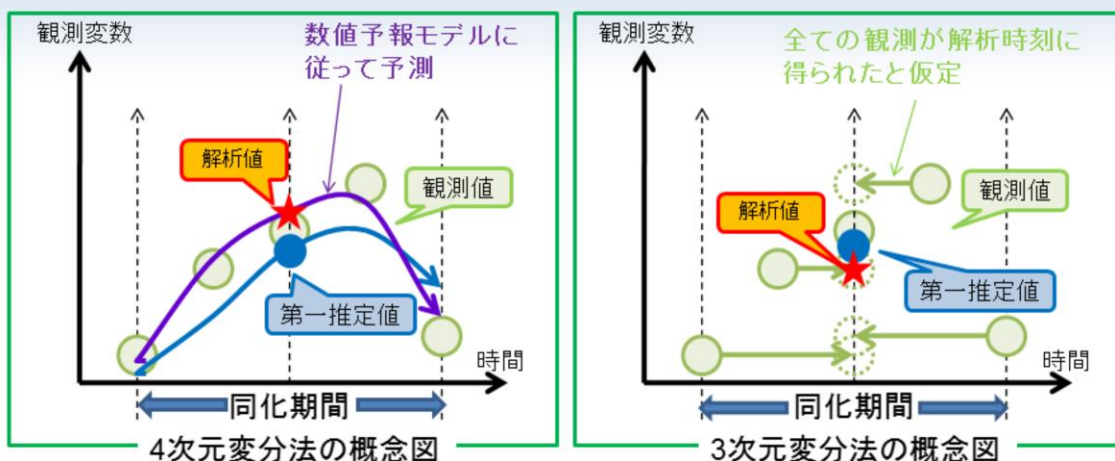 観測変数
数値予報モデルに
従って予測
解析値
観測値
第一推定値
時間
同化期間
4次元変分法の概念図
観測変数
全ての観測が解析時刻に
得られたと仮定
解析値
観測値
第一推定値
時間
同化期間
3次元変分法の概念図